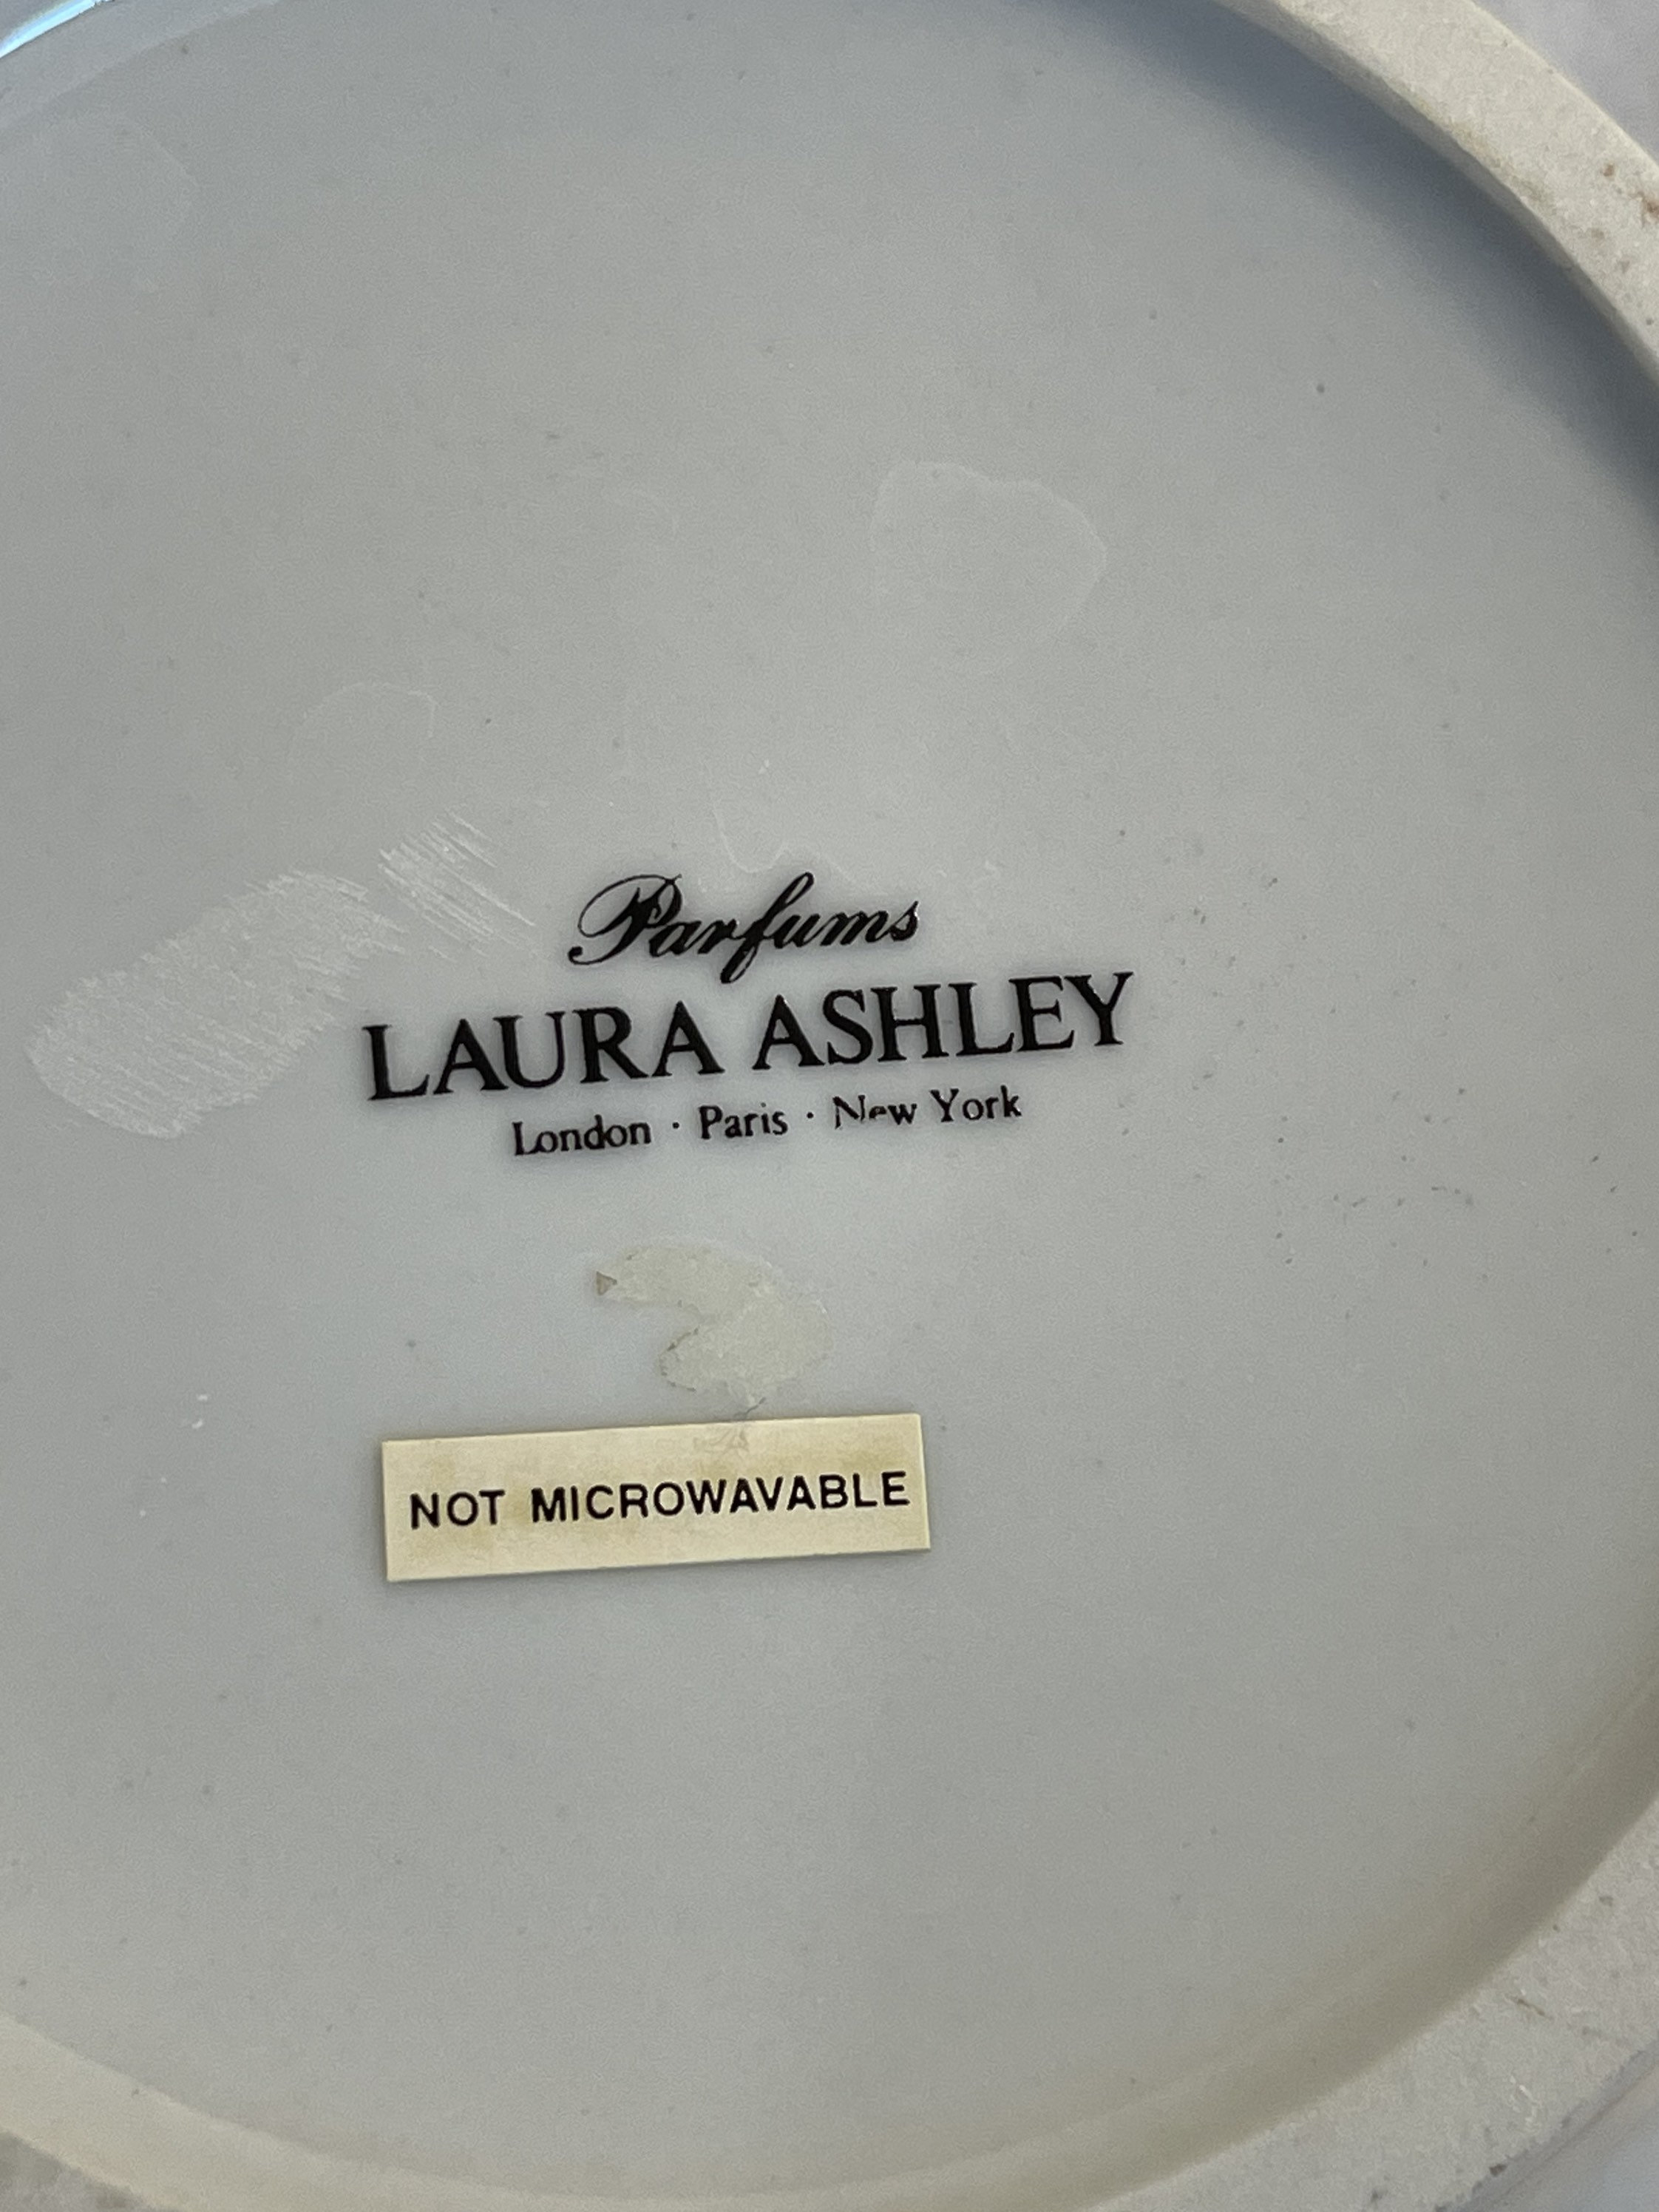 Parfums
LAURA ASHLEY
London · Paris · New York
NOT MICROWAVABLE